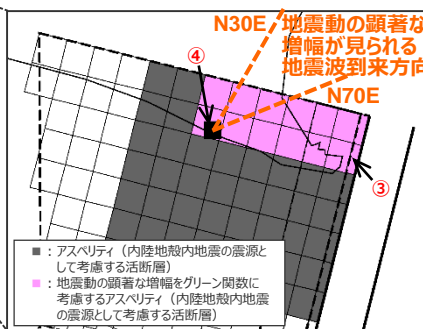 N30E
地震動の顕著な
増幅が見られる
地震波到来方向
④
N70E
③
■：アスペリティ（内陸地殻内地震の震源と
して考慮する活断層）
■：地震動の顕著な増幅をグリーン関数に
考慮するアスペリティ（内陸地殻内地震
の震源として考慮する活断層）